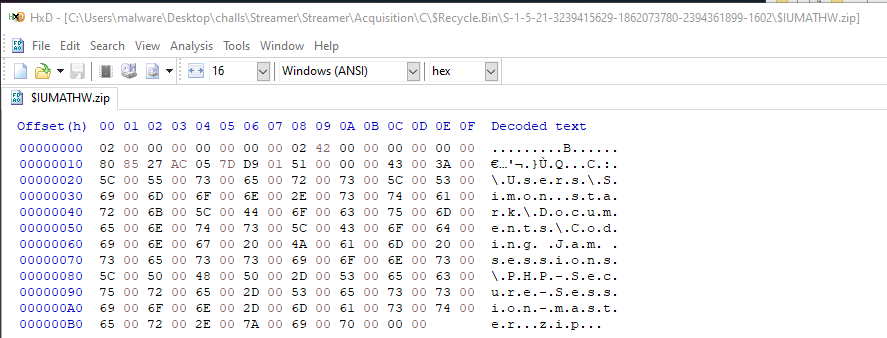 HxD - [C:\Users\malware\Desktop\challs\Streamer\Streamer\Acquisition\C\$Recycle.Bin\S-1-5-21-3239415629-1862073780-2394361899-1602\$IUMATHW.zip]
File Edit Search View Analysis Tools Window Help
16 Windows (ANSI) hex
$IUMATHW.zip
Offset(h) 00 01 02 03 04 05 06 07 08 09 0A 0B 0C 0D 0E 0F Decoded text
00000000 02 00 00 00 00 00 00 00 02 42 00 00 00 00 00 00 .........B......
00000010 80 85 27 AC 05 7D D9 01 51 00 00 00 43 00 3A 00 €…'¬.}Ù.Q...C.:.
00000020 5C 00 55 00 73 00 65 00 72 00 73 00 5C 00 53 00 \.U.s.e.r.s.\.S.
00000030 69 00 6D 00 6F 00 6E 00 2E 00 73 00 74 00 61 00 i.m.o.n...s.t.a.
00000040 72 00 6B 00 5C 00 44 00 6F 00 63 00 75 00 6D 00 r.k.\.D.o.c.u.m.
00000050 65 00 6E 00 74 00 73 00 5C 00 43 00 6F 00 64 00 e.n.t.s.\.C.o.d.
00000060 69 00 6E 00 67 00 20 00 4A 00 61 00 6D 00 20 00 i.n.g. .J.a.m. .
00000070 73 00 65 00 73 00 73 00 69 00 6F 00 6E 00 73 00 s.e.s.s.i.o.n.s.
00000080 5C 00 50 00 48 00 50 00 2D 00 53 00 65 00 63 00 \.P.H.P.-.S.e.c.
00000090 75 00 72 00 65 00 2D 00 53 00 65 00 73 00 73 00 u.r.e.-.S.e.s.s.
000000A0 69 00 6F 00 6E 00 2D 00 6D 00 61 00 73 00 74 00 i.o.n.-.m.a.s.t.
000000B0 65 00 72 00 2E 00 7A 00 69 00 70 00 00 00 e.r...z.i.p...